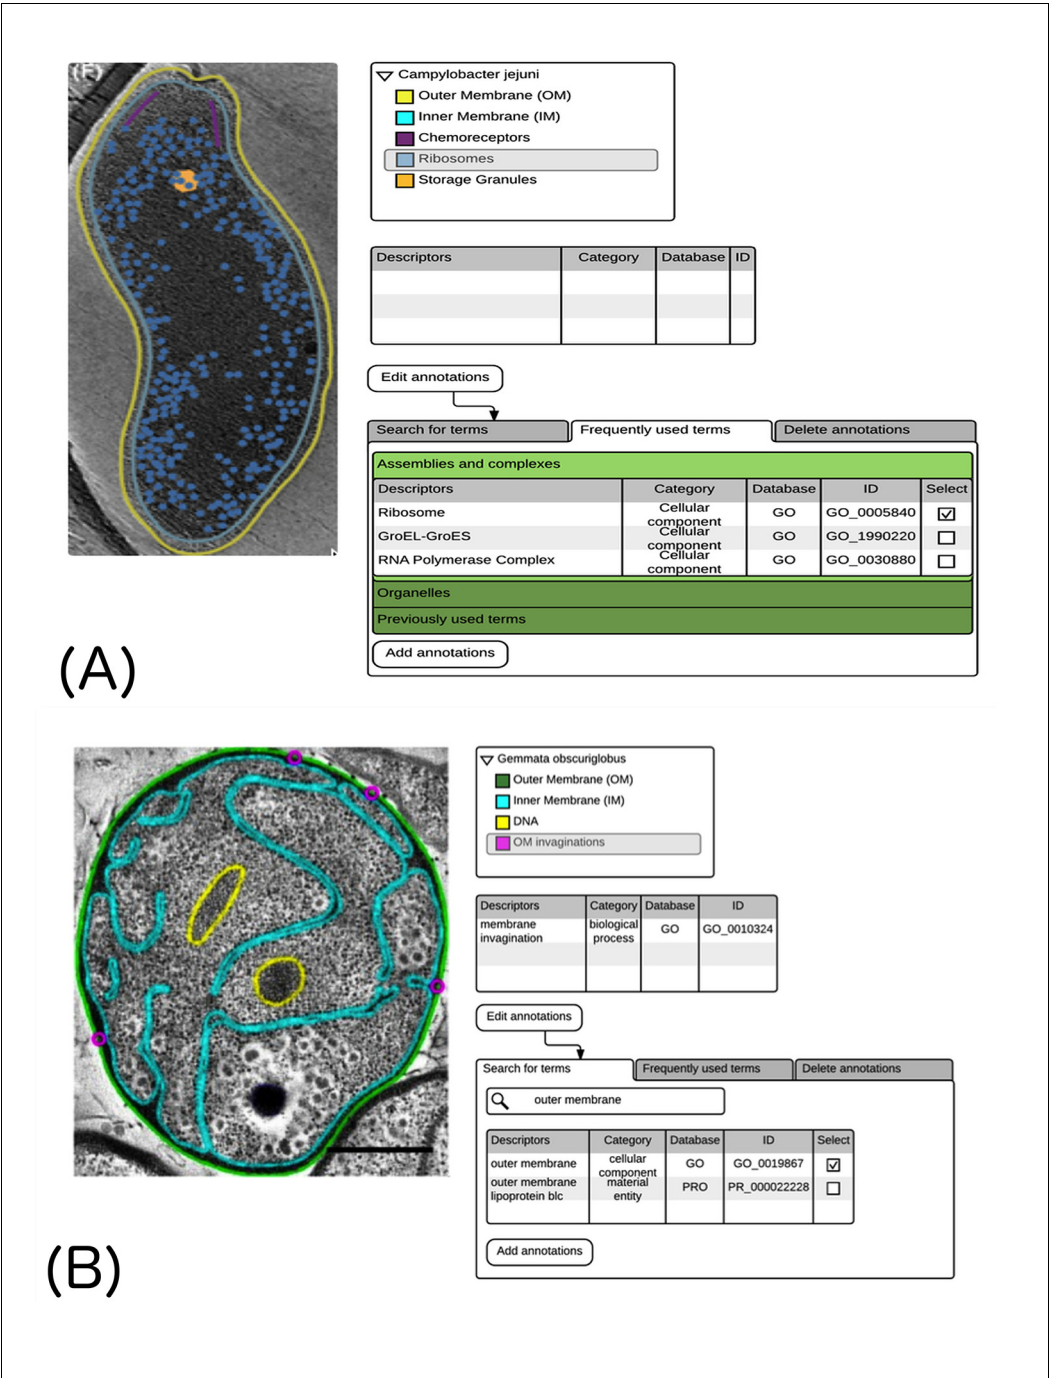 (F)
Campylobacter jejuni
Outer Membrane (OM)
Inner Membrane (IM)
Chemoreceptors
Ribosomes
Storage Granules
Descriptors Category Database ID
Edit annotations
Search for terms Frequently used terms Delete annotations
Assemblies and complexes
Descriptors Category Database ID Select
Ribosome Cellular component GO GO_0005840
GroEL-GroES Cellular component GO GO_1990220
RNA Polymerase Complex Cellular component GO GO_0030880
Organelles
Previously used terms
Add annotations
(A)
Gemmata obscuriglobus
Outer Membrane (OM)
Inner Membrane (IM)
DNA
OM invaginations
Descriptors Category Database ID
membrane invagination biological process GO GO_0010324
Edit annotations
Search for terms Frequently used terms Delete annotations
outer membrane
Descriptors Category Database ID Select
outer membrane cellular component GO GO_0019867
outer membrane lipoprotein blc material entity PRO PR_000022228
Add annotations
(B)